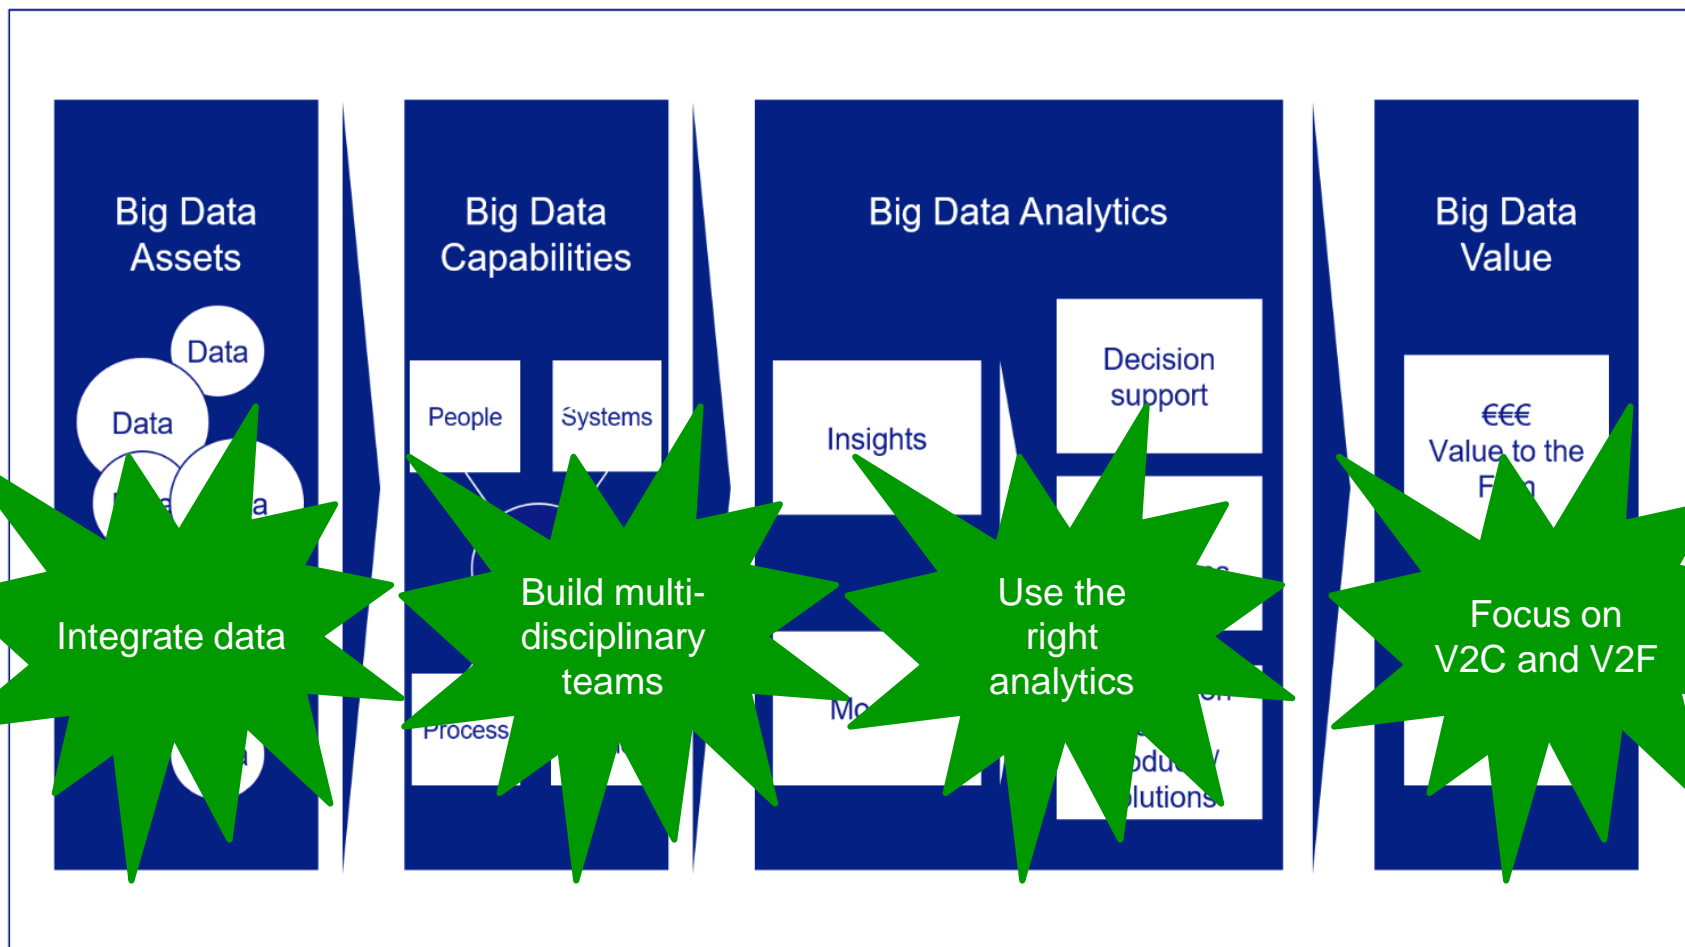 Big Data
Assets
Data
Data
Integrate data
Big Data
Capabilities
People
Systems
Process
Build multi-
disciplinary
teams
Big Data Analytics
Insights
Decision
support
Use the
right
analytics
Big Data
Value
€€€
Value to the
Focus on
V2C and V2F